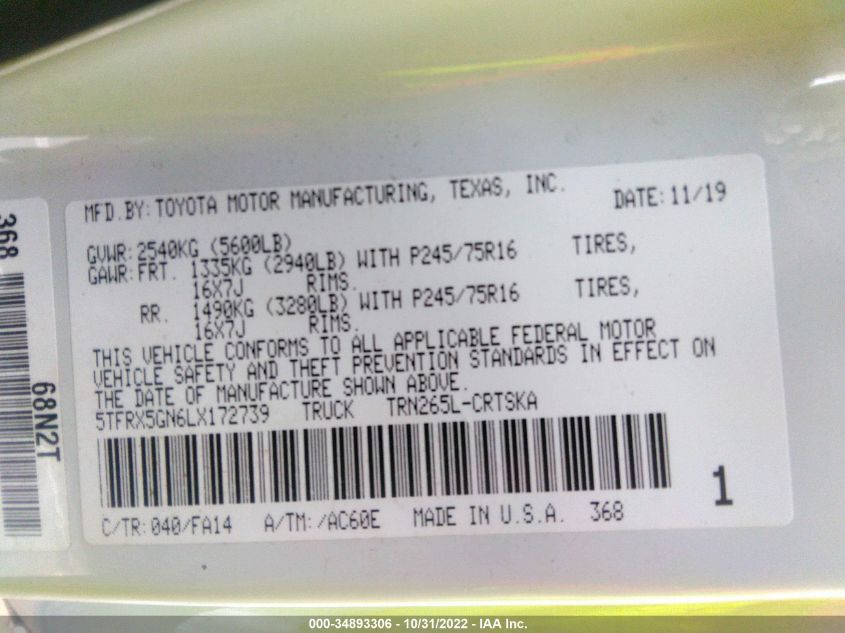 368
68N2T
MFD.BY: TOYOTA MOTOR MANUFACTURING, TEXAS, INC. DATE: 11/19
GVWR: 2540KG (5600LB)
GAWR: FRT. 1335KG (2940LB) WITH P245/75R16 TIRES,
16X7J RIMS.
RR. 1490KG (3280LB) WITH P245/75R16 TIRES,
16X7J RIMS.
THIS VEHICLE CONFORMS TO ALL APPLICABLE FEDERAL MOTOR
VEHICLE SAFETY AND THEFT PREVENTION STANDARDS IN EFFECT ON
THE DATE OF MANUFACTURE SHOWN ABOVE.
5TFRX5GN6LX172739 TRUCK TRN265L-CRTSKA
1
C/TR: 040/FA14 A/TM: /AC60E MADE IN U.S.A. 368
000-34893306 - 10/31/2022 - IAA Inc.